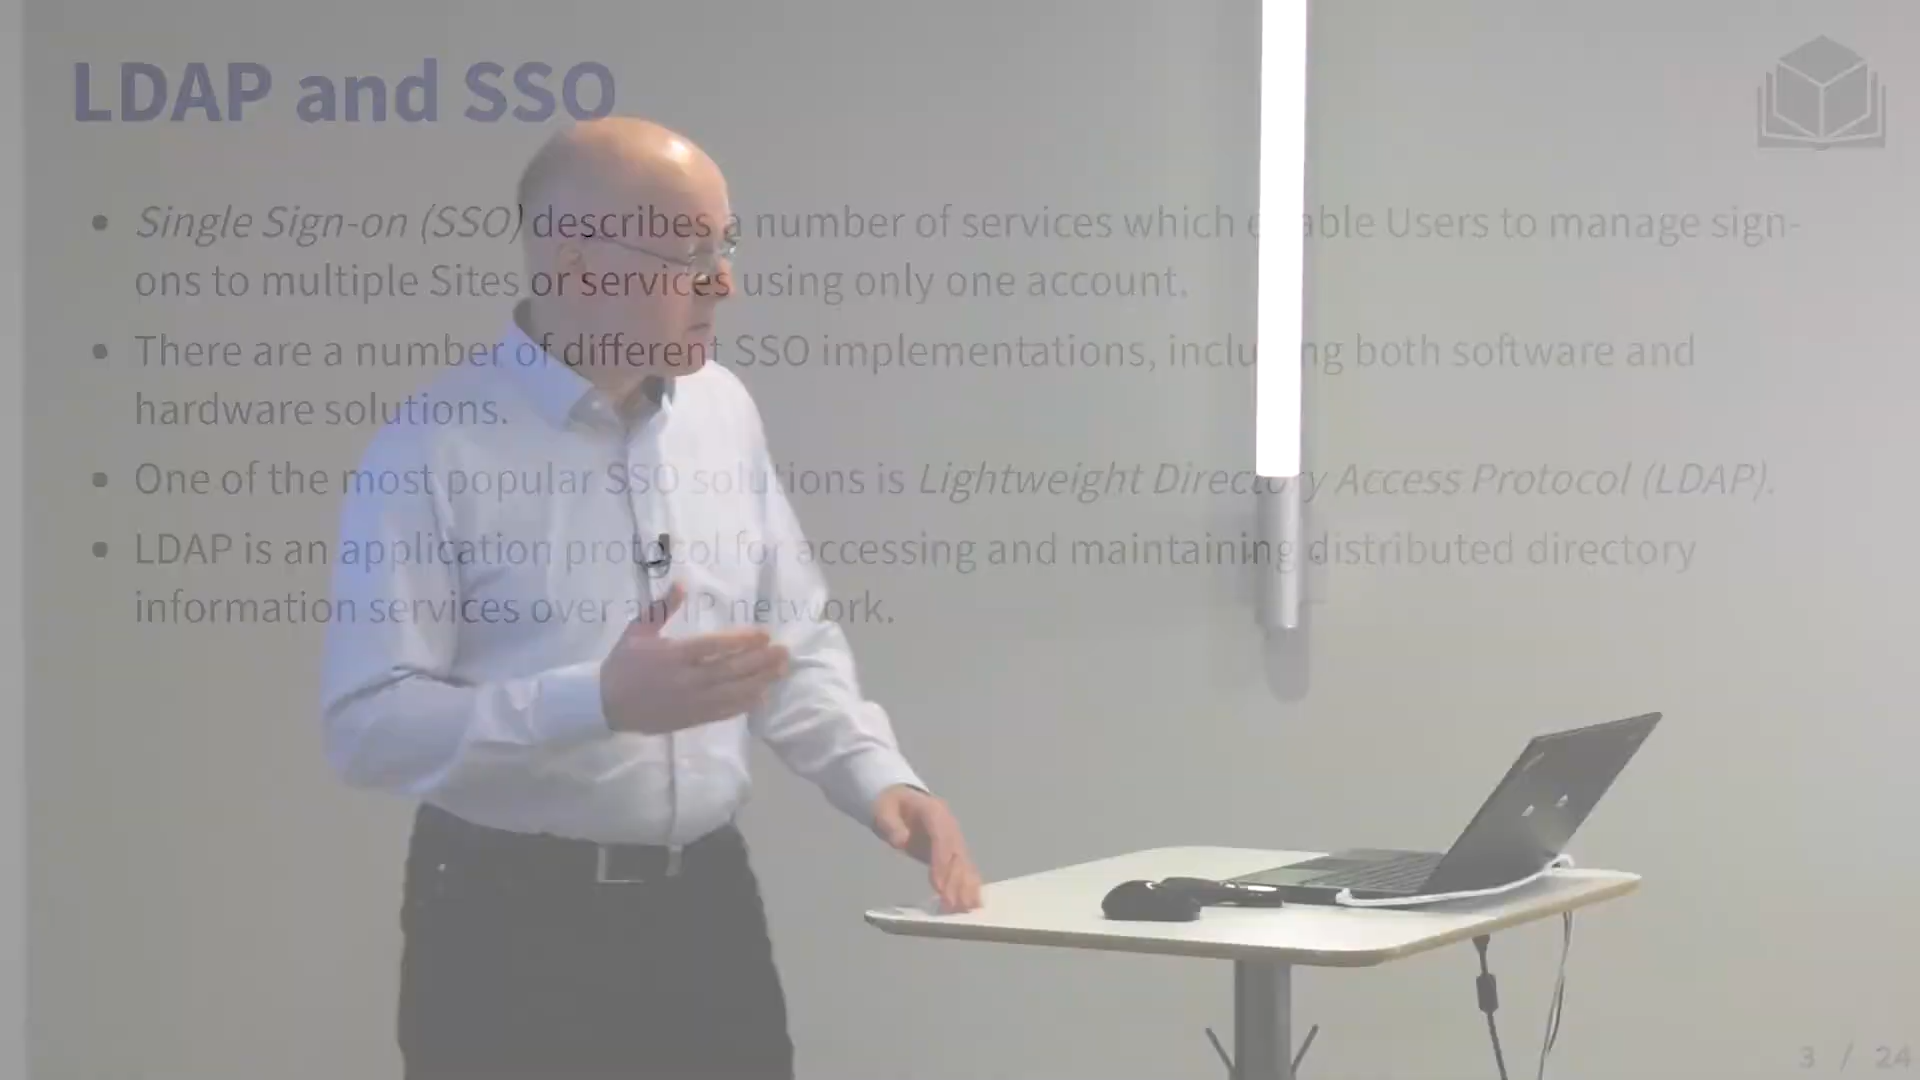 LDAP and SSO
• Single Sign-on (SSO) describes a number of services which enable Users to manage sign-
ons to multiple Sites or services using only one account.
• There are a number of different SSO implementations, including both software and
hardware solutions.
• One of the most popular SSO solutions is Lightweight Directory Access Protocol (LDAP).
• LDAP is an application protocol for accessing and maintaining distributed directory
information services over an IP network.
3 / 24